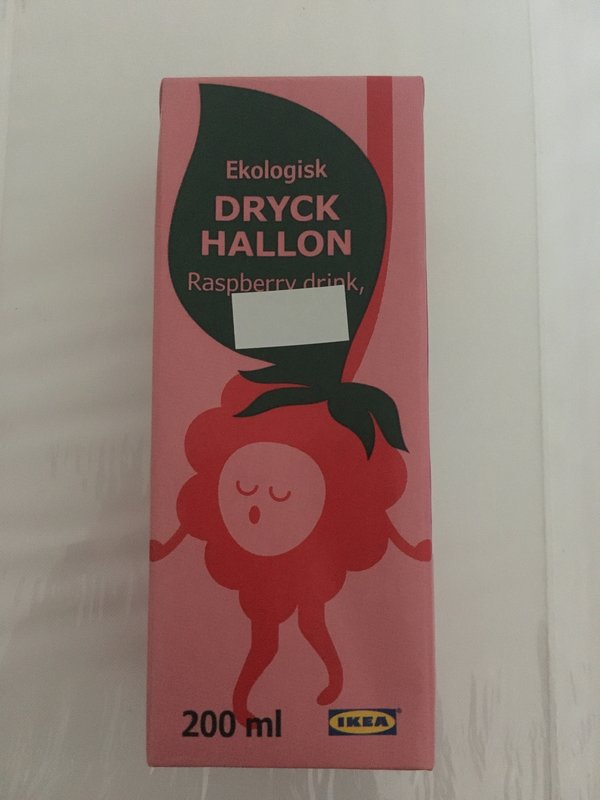 Ekologisk
DRYCK
HALLON
Raspberry drink,
200 ml
IKEA